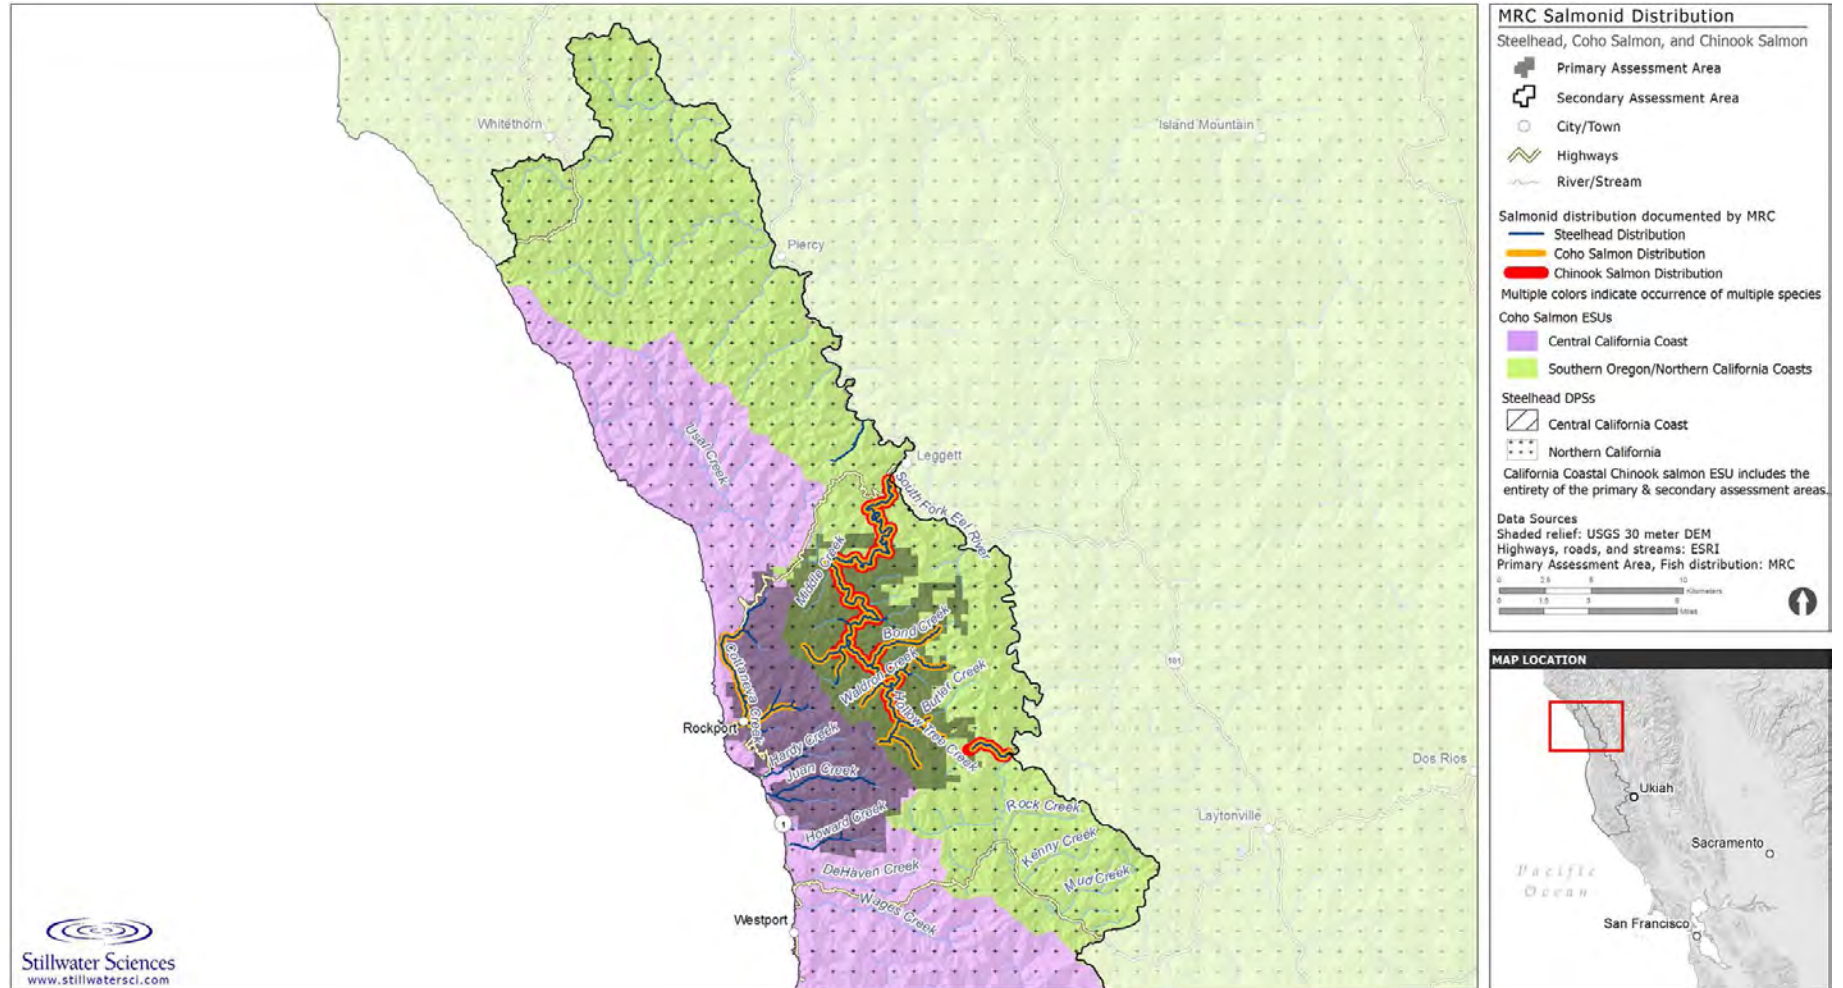 Whitethorn
Island Mountain
Piercy
Usal Creek
Leggett
South Fork Eel River
Middle Creek
Bond Creek
Cottaneva Creek
Waldron Creek
Butler Creek
Hollow Tree Creek
Rockport
Hardy Creek
Juan Creek
Howard Creek
101
Dos Rios
Rock Creek
Laytonville
1
Kenny Creek
DeHaven Creek
Mud Creek
Wages Creek
Westport
Stillwater Sciences
www.stillwatersci.com
MRC Salmonid Distribution
Steelhead, Coho Salmon, and Chinook Salmon
Primary Assessment Area
Secondary Assessment Area
City/Town
Highways
River/Stream
Salmonid distribution documented by MRC
Steelhead Distribution
Coho Salmon Distribution
Chinook Salmon Distribution
Multiple colors indicate occurrence of multiple species
Coho Salmon ESUs
Central California Coast
Southern Oregon/Northern California Coasts
Steelhead DPSs
Central California Coast
Northern California
California Coastal Chinook salmon ESU includes the
entirety of the primary & secondary assessment areas.
Data Sources
Shaded relief: USGS 30 meter DEM
Highways, roads, and streams: ESRI
Primary Assessment Area, Fish distribution: MRC
Kilometers
Miles
MAP LOCATION
Ukiah
Sacramento
Pacific
Ocean
San Francisco